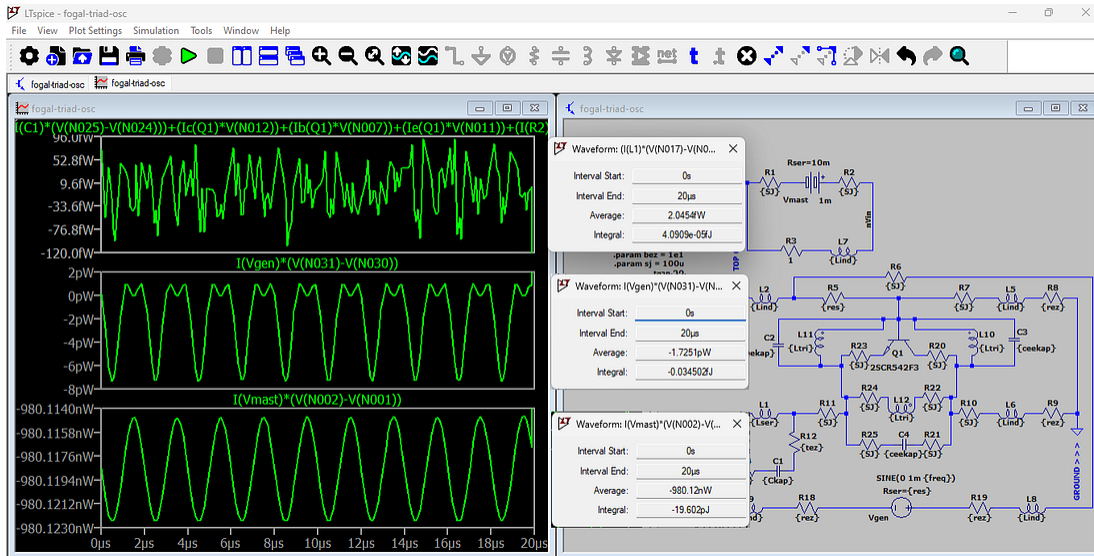 LTspice - fogal-triad-osc
File View Plot Settings Simulation Tools Window Help
fogal-triad-osc fogal-triad-osc
fogal-triad-osc
I(C1)*(V(N025)-V(N024)))+(Ic(Q1)*V(N012))+(Ib(Q1)*V(N007))+(Ie(Q1)*V(N011))+(I(R2)
96.0fW
52.8fW
9.6fW
-33.6fW
-76.8fW
-120.0fW
I(Vgen)*(V(N031)-V(N030))
2pW
0pW
-2pW
-4pW
-6pW
-8pW
I(Vmast)*(V(N002)-V(N001))
-980.1140nW
-980.1158nW
-980.1176nW
-980.1194nW
-980.1212nW
-980.1230nW
0µs 2µs 4µs 6µs 8µs 10µs 12µs 14µs 16µs 18µs 20µs
Waveform: (I(L1)*(V(N017)-V(N0...
Interval Start: 0s
Interval End: 20µs
Average: 2.0454fW
Integral: 4.0909e-05fJ
Waveform: I(Vgen)*(V(N031)-V(N...
Interval Start: 0s
Interval End: 20µs
Average: -1.7251pW
Integral: -0.034502fJ
Waveform: I(Vmast)*(V(N002)-V(...
Interval Start: 0s
Interval End: 20µs
Average: -980.12nW
Integral: -19.602pJ
fogal-triad-osc
Rser=10m
R1 R2
{SJ} {SJ}
Vmast 1m
R3 L7
1 {Lind}
.param bez = 1e1
.param sj = 100u
TOP
R6
{SJ}
L2 R5 R7 L5 R8
{Lind} {res} {SJ} {Lind} {rez}
C2 L11 L10 C3
{Ltri} {Ltri} {ceekap}
R23 Q1 R20
{SJ} 2SCR542F3 {SJ}
R24 L12 R22
{SJ} {Ltri} {SJ}
L1 R11 R10 L6 R9
{Lser} {SJ} {SJ} {Lind} {rez}
R25 C4 R21
{SJ} {ceekap} {SJ}
R12
{tez}
C1
{Ckap}
GROUND < > < >
SINE(0 1m {freq})
Rser={res}
R18 Vgen R19 L8
{rez} {rez} {Lind}